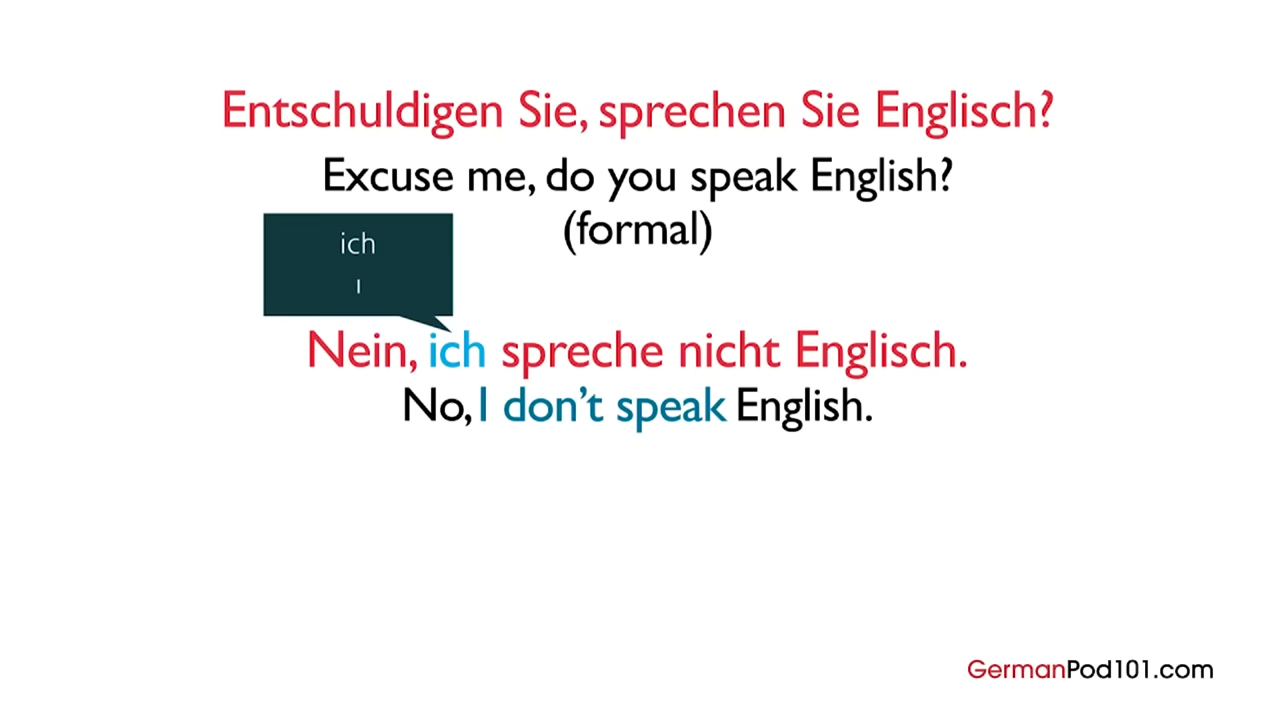 Entschuldigen Sie, sprechen Sie Englisch?
Excuse me, do you speak English?
(formal)
ich
I
Nein, ich spreche nicht Englisch.
No, I don't speak English.
GermanPod101.com